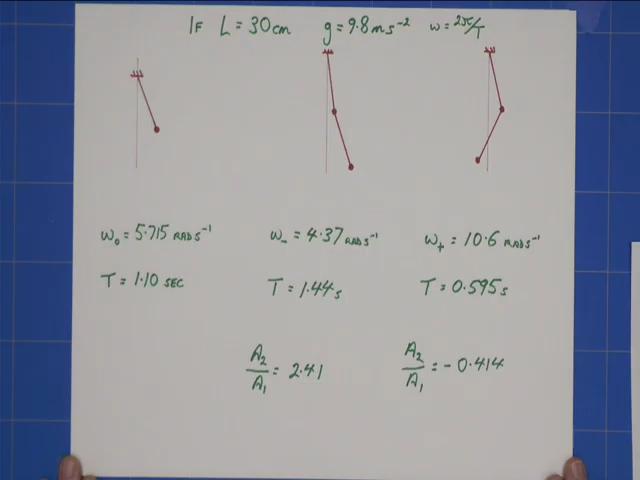 IF L = 30cm g = 9.8 ms⁻² ω = 2π/T
ω₀ = 5.715 RADS⁻¹ ω₋ = 4.37 RADS⁻¹ ω₊ = 10.6 RADS⁻¹
T = 1.10 SEC T = 1.44 s T = 0.595 s
A₂/A₁ = 2.41 A₂/A₁ = - 0.414